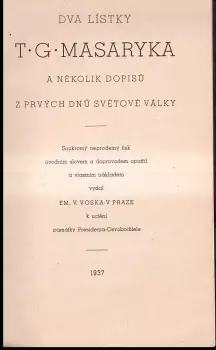 DVA LÍSTKY
T·G·MASARYKA
A NĚKOLIK DOPISŮ
Z PRVÝCH DNŮ SVĚTOVÉ VÁLKY
Soukromý neprodejný tisk
úvodním slovem a doprovodem opatřil
a vlastním nákladem
vydal
EM. V. VOSKA V PRAZE
k uctění
památky Presidenta-Osvoboditele
1937